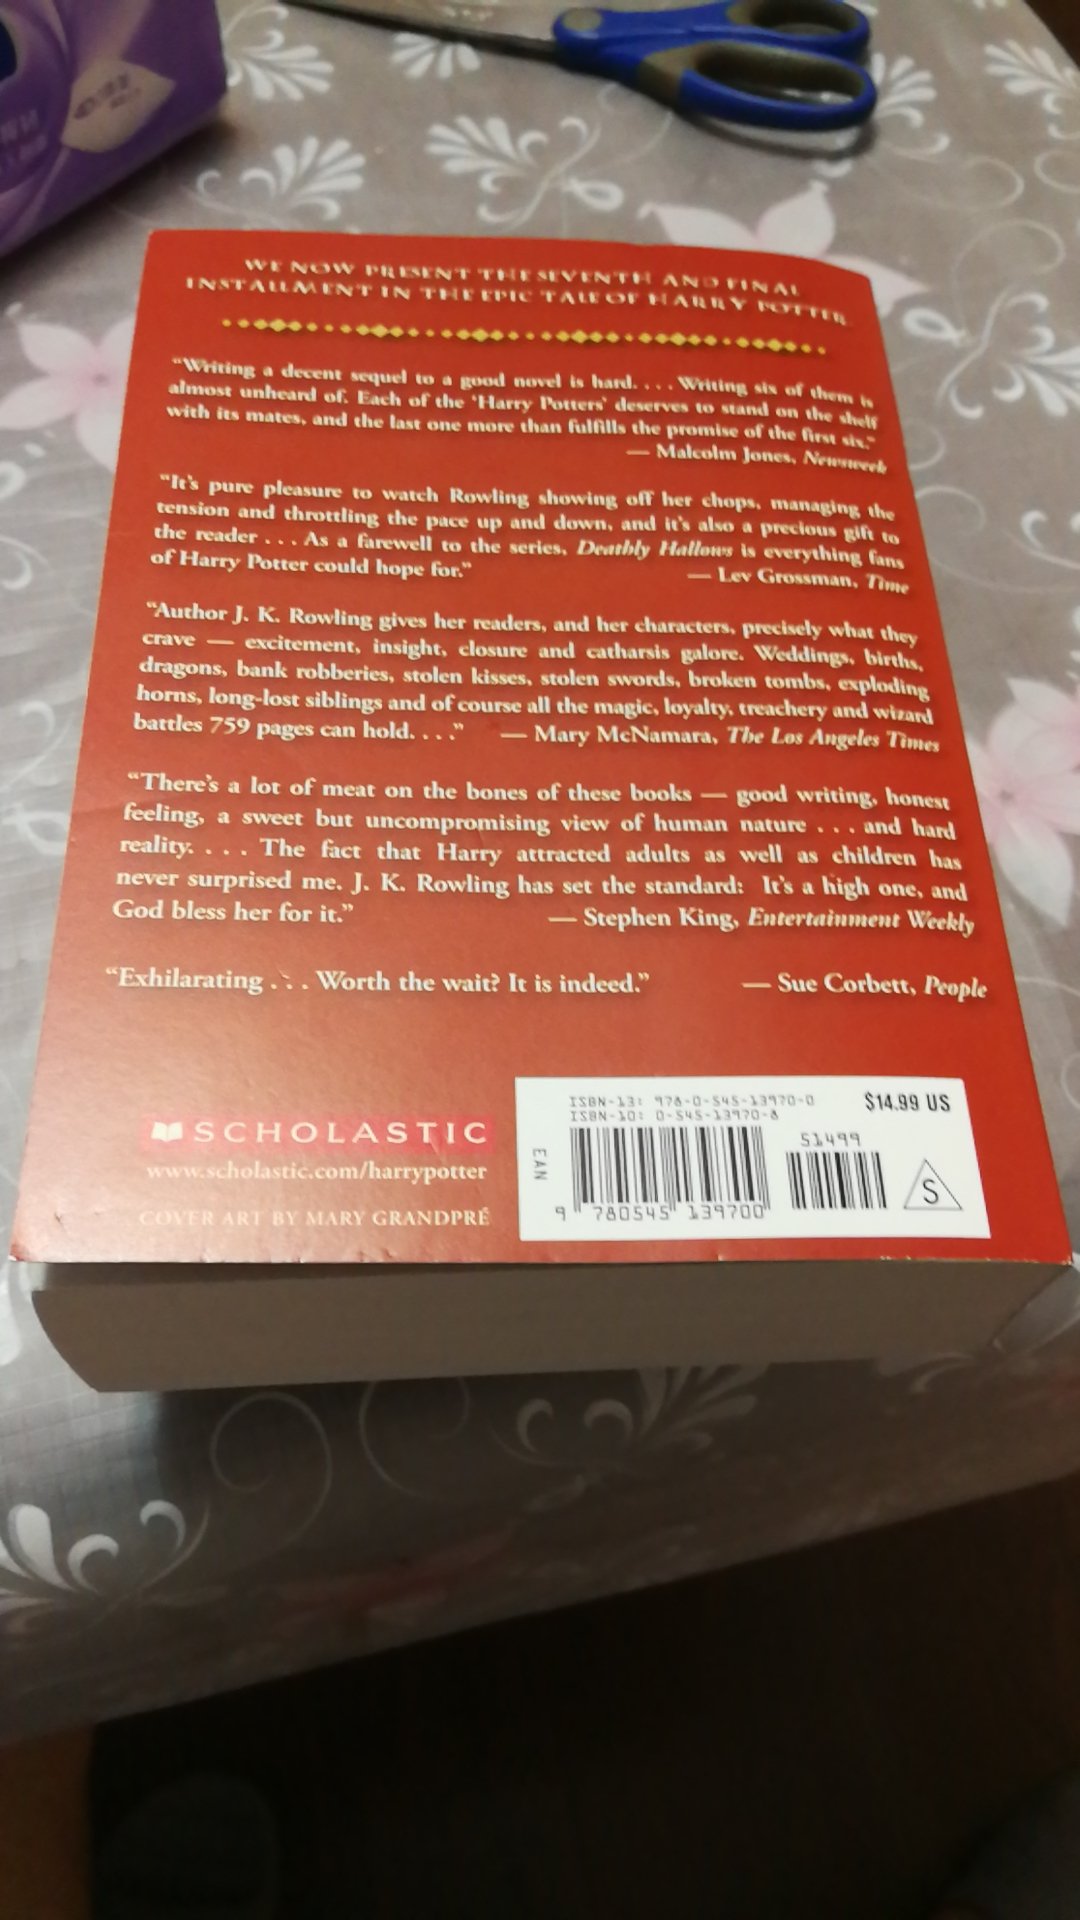 WE NOW PRESENT THE SEVENTH AND FINAL
INSTALLMENT IN THE EPIC TALE OF HARRY POTTER.
“Writing a decent sequel to a good novel is hard. . . . Writing six of them is
almost unheard of. Each of the ‘Harry Potters’ deserves to stand on the shelf
with its mates, and the last one more than fulfills the promise of the first six.”
— Malcolm Jones, Newsweek
“It’s pure pleasure to watch Rowling showing off her chops, managing the
tension and throttling the pace up and down, and it’s also a precious gift to
the reader . . . As a farewell to the series, Deathly Hallows is everything fans
of Harry Potter could hope for.” — Lev Grossman, Time
“Author J. K. Rowling gives her readers, and her characters, precisely what they
crave — excitement, insight, closure and catharsis galore. Weddings, births,
dragons, bank robberies, stolen kisses, stolen swords, broken tombs, exploding
horns, long-lost siblings and of course all the magic, loyalty, treachery and wizard
battles 759 pages can hold. . . .” — Mary McNamara, The Los Angeles Times
“There’s a lot of meat on the bones of these books — good writing, honest
feeling, a sweet but uncompromising view of human nature . . . and hard
reality. . . . The fact that Harry attracted adults as well as children has
never surprised me. J. K. Rowling has set the standard: It’s a high one, and
God bless her for it.” — Stephen King, Entertainment Weekly
“Exhilarating . . . Worth the wait? It is indeed.” — Sue Corbett, People
SCHOLASTIC
www.scholastic.com/harrypotter
COVER ART BY MARY GRANDPRÉ
ISBN-13: 978-0-545-13970-0
ISBN-10: 0-545-13970-8
$14.99 US
51499
EAN
S
9 780545 139700